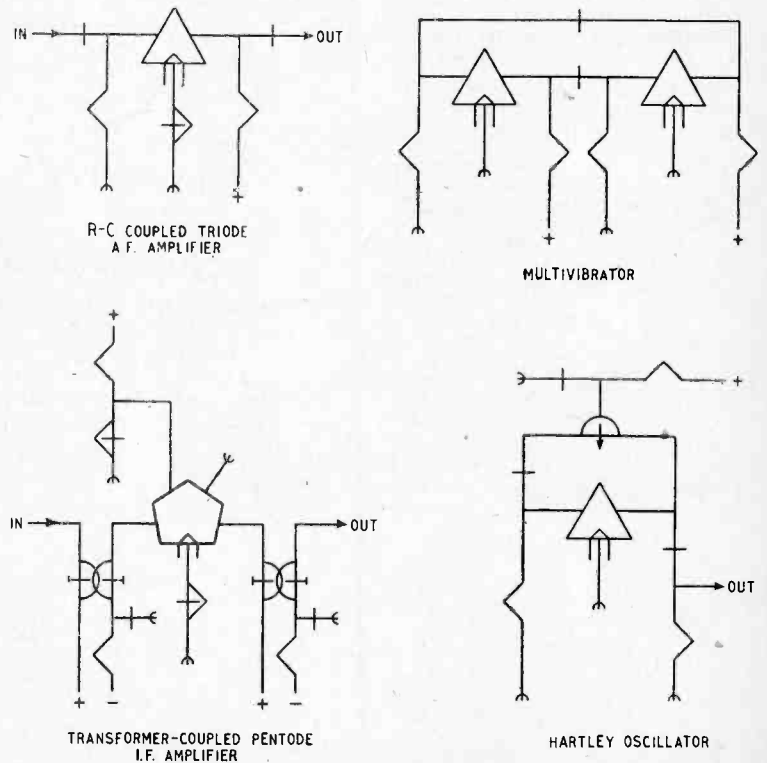 IN
OUT
+
R-C COUPLED TRIODE
A.F. AMPLIFIER
+
+
MULTIVIBRATOR
+
IN
OUT
+
-
+
-
TRANSFORMER-COUPLED PENTODE
I.F. AMPLIFIER
+
OUT
HARTLEY OSCILLATOR